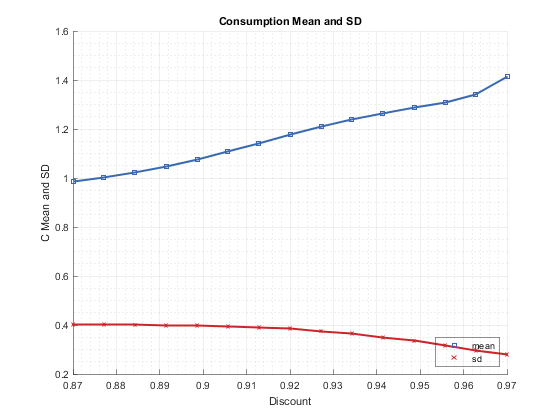 Consumption Mean and SD
1.6
1.4
1.2
1
0.8
0.6
0.4
0.2
C Mean and SD
mean
sd
0.87 0.88 0.89 0.9 0.91 0.92 0.93 0.94 0.95 0.96 0.97
Discount